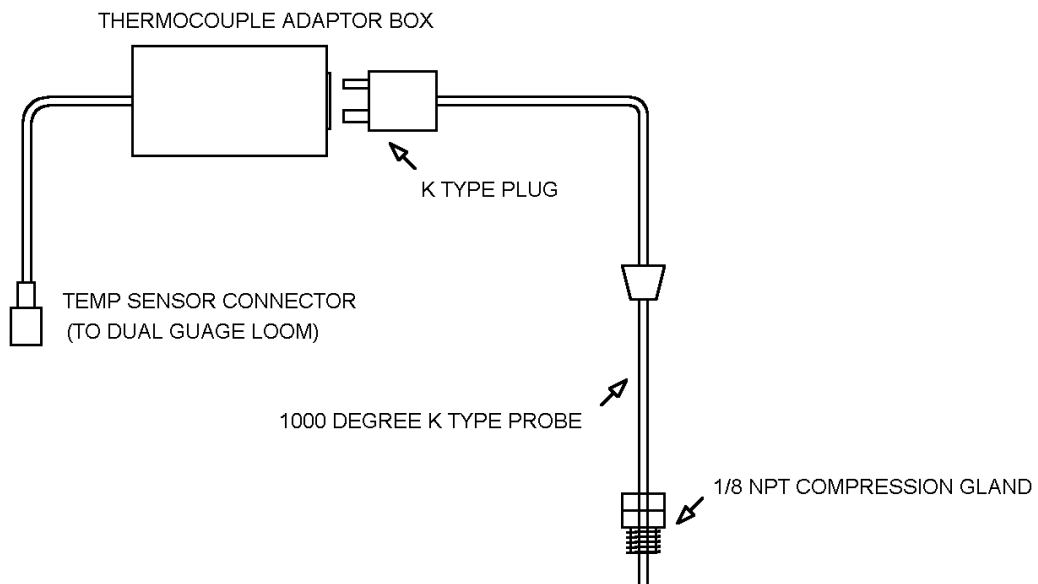 THERMOCOUPLE ADAPTOR BOX
K TYPE PLUG
TEMP SENSOR CONNECTOR
(TO DUAL GUAGE LOOM)
1000 DEGREE K TYPE PROBE
1/8 NPT COMPRESSION GLAND